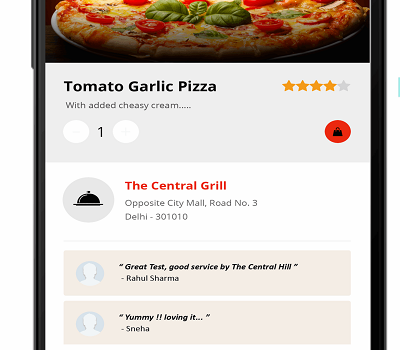 Tomato Garlic Pizza
With added cheasy cream.....
1
The Central Grill
Opposite City Mall, Road No. 3
Delhi - 301010
“ Great Test, good service by The Central Hill ”
- Rahul Sharma
“ Yummy !! loving it... ”
- Sneha